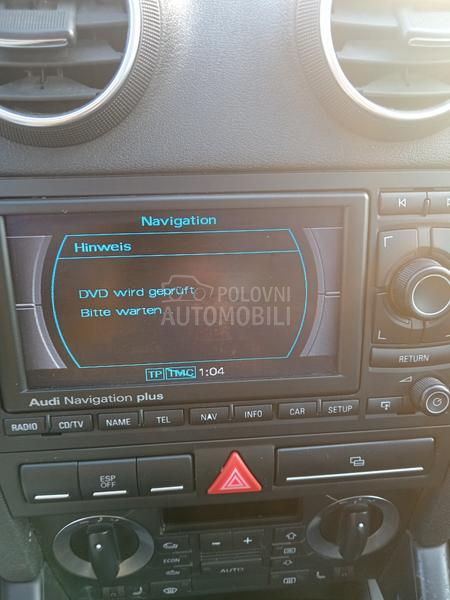 Navigation
Hinweis
DVD wird geprüft.
Bitte warten
POLOVNI
AUTOMOBILI
TP TMC 1:04
Audi Navigation plus
RETURN
RADIO CD/TV NAME TEL NAV INFO CAR SETUP
ESP
OFF
ECON
AUTO